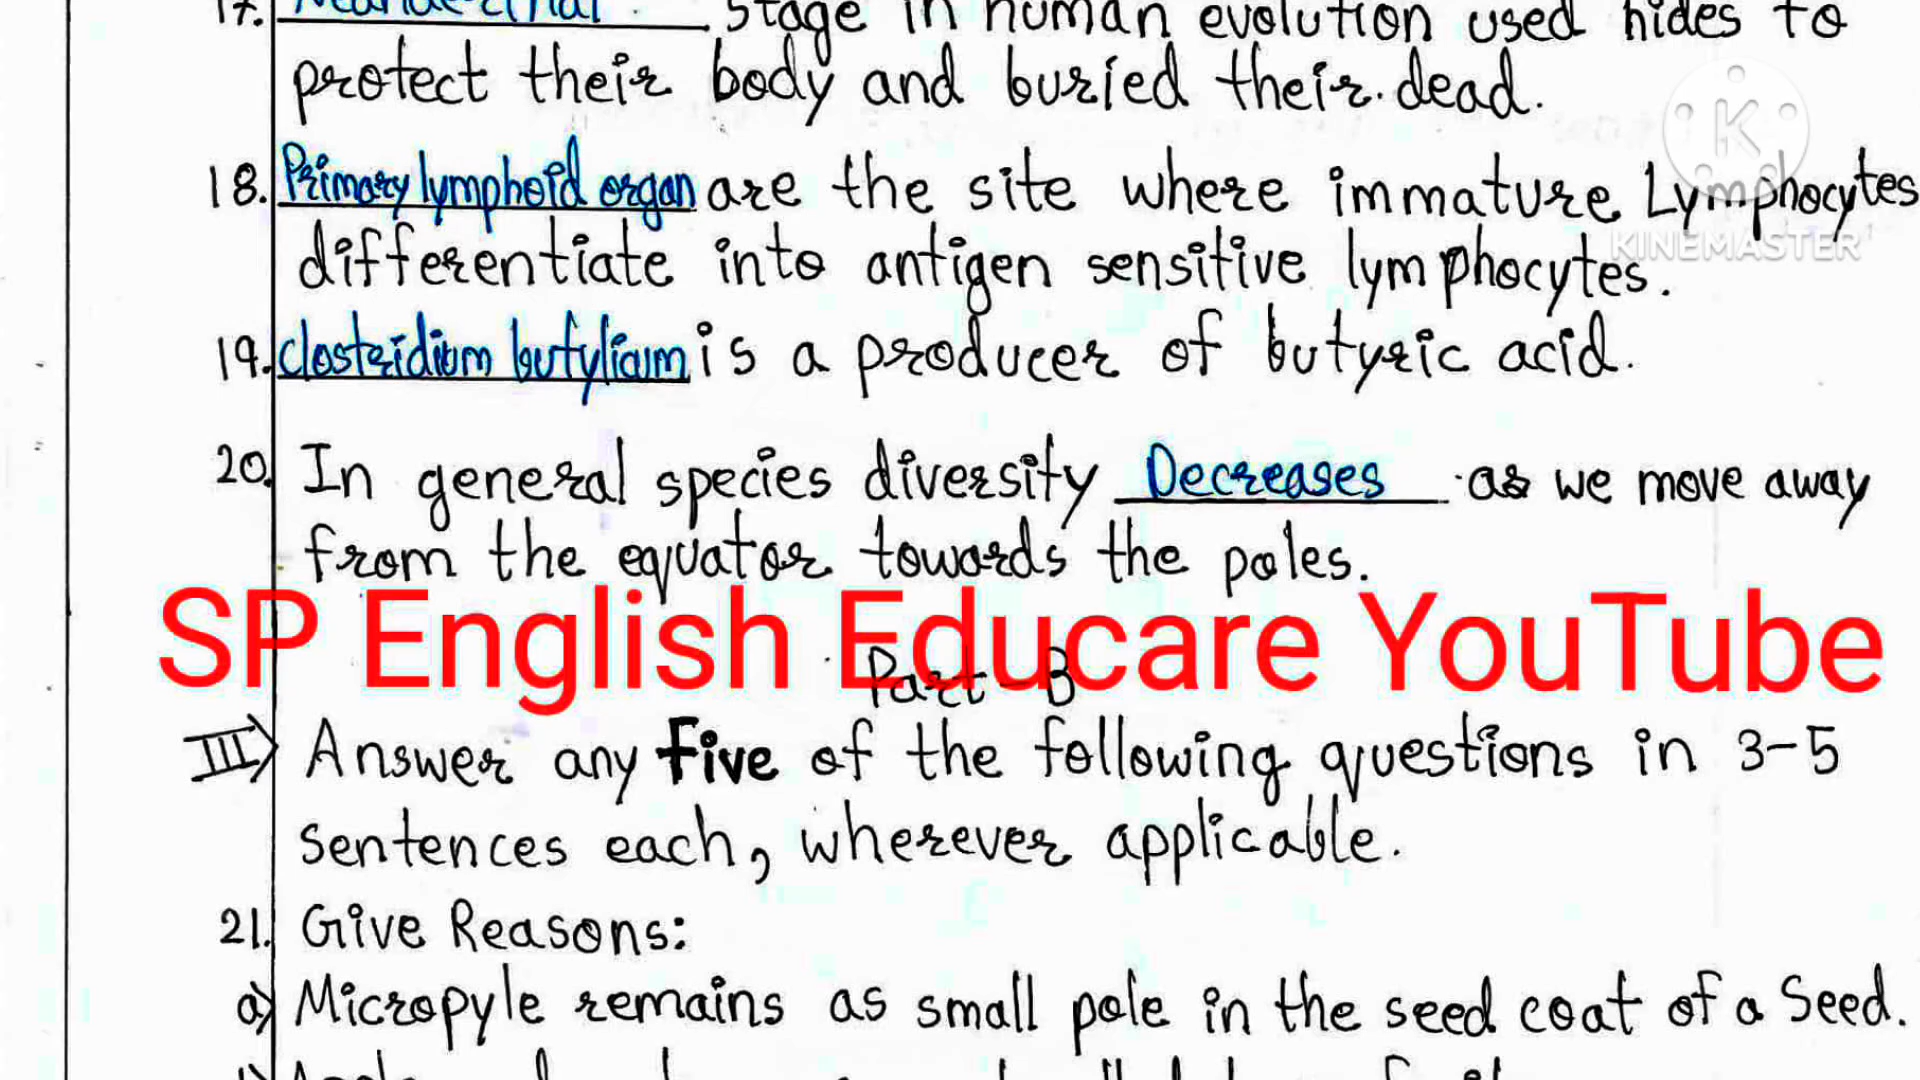 17. Neanderthal stage in human evolution used hides to
protect their body and buried their dead.
18. Primary lymphoid organ are the site where immature Lymphocytes
differentiate into antigen sensitive lymphocytes.
KINEMASTER
19. Clostridium butylium is a producer of butyric acid.
20. In general species diversity Decreases as we move away
from the equator towards the poles.
SP English Educare YouTube
Part-B
III) Answer any five of the following questions in 3-5
sentences each, wherever applicable.
21. Give Reasons:
a) Micropyle remains as small pole in the seed coat of a Seed.